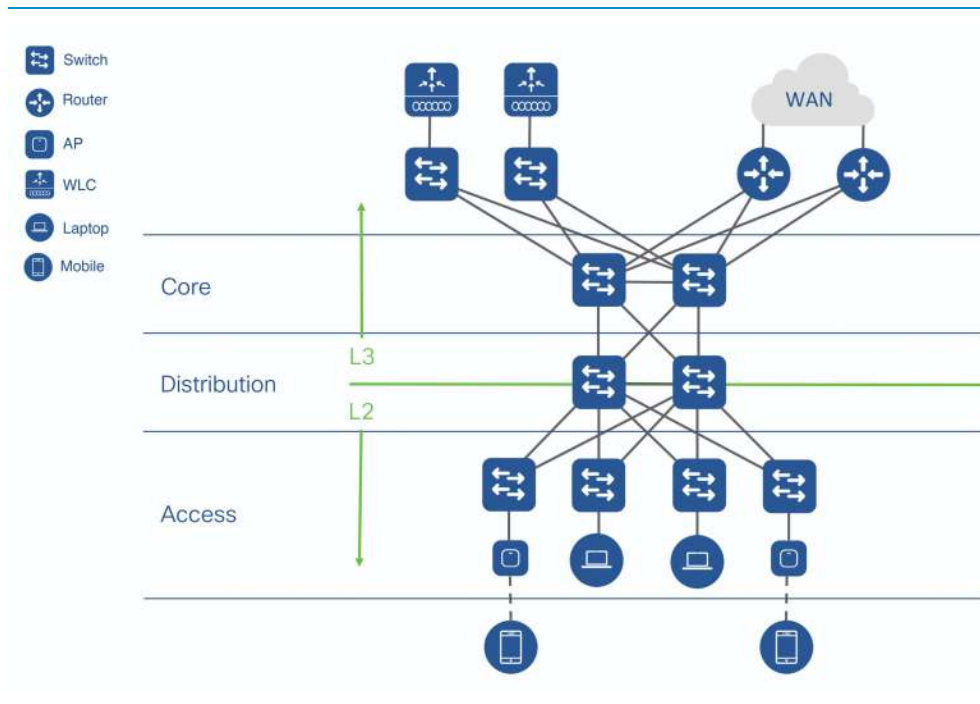 Switch
Router
AP
WLC
Laptop
Mobile
WAN
Core
L3
Distribution
L2
Access